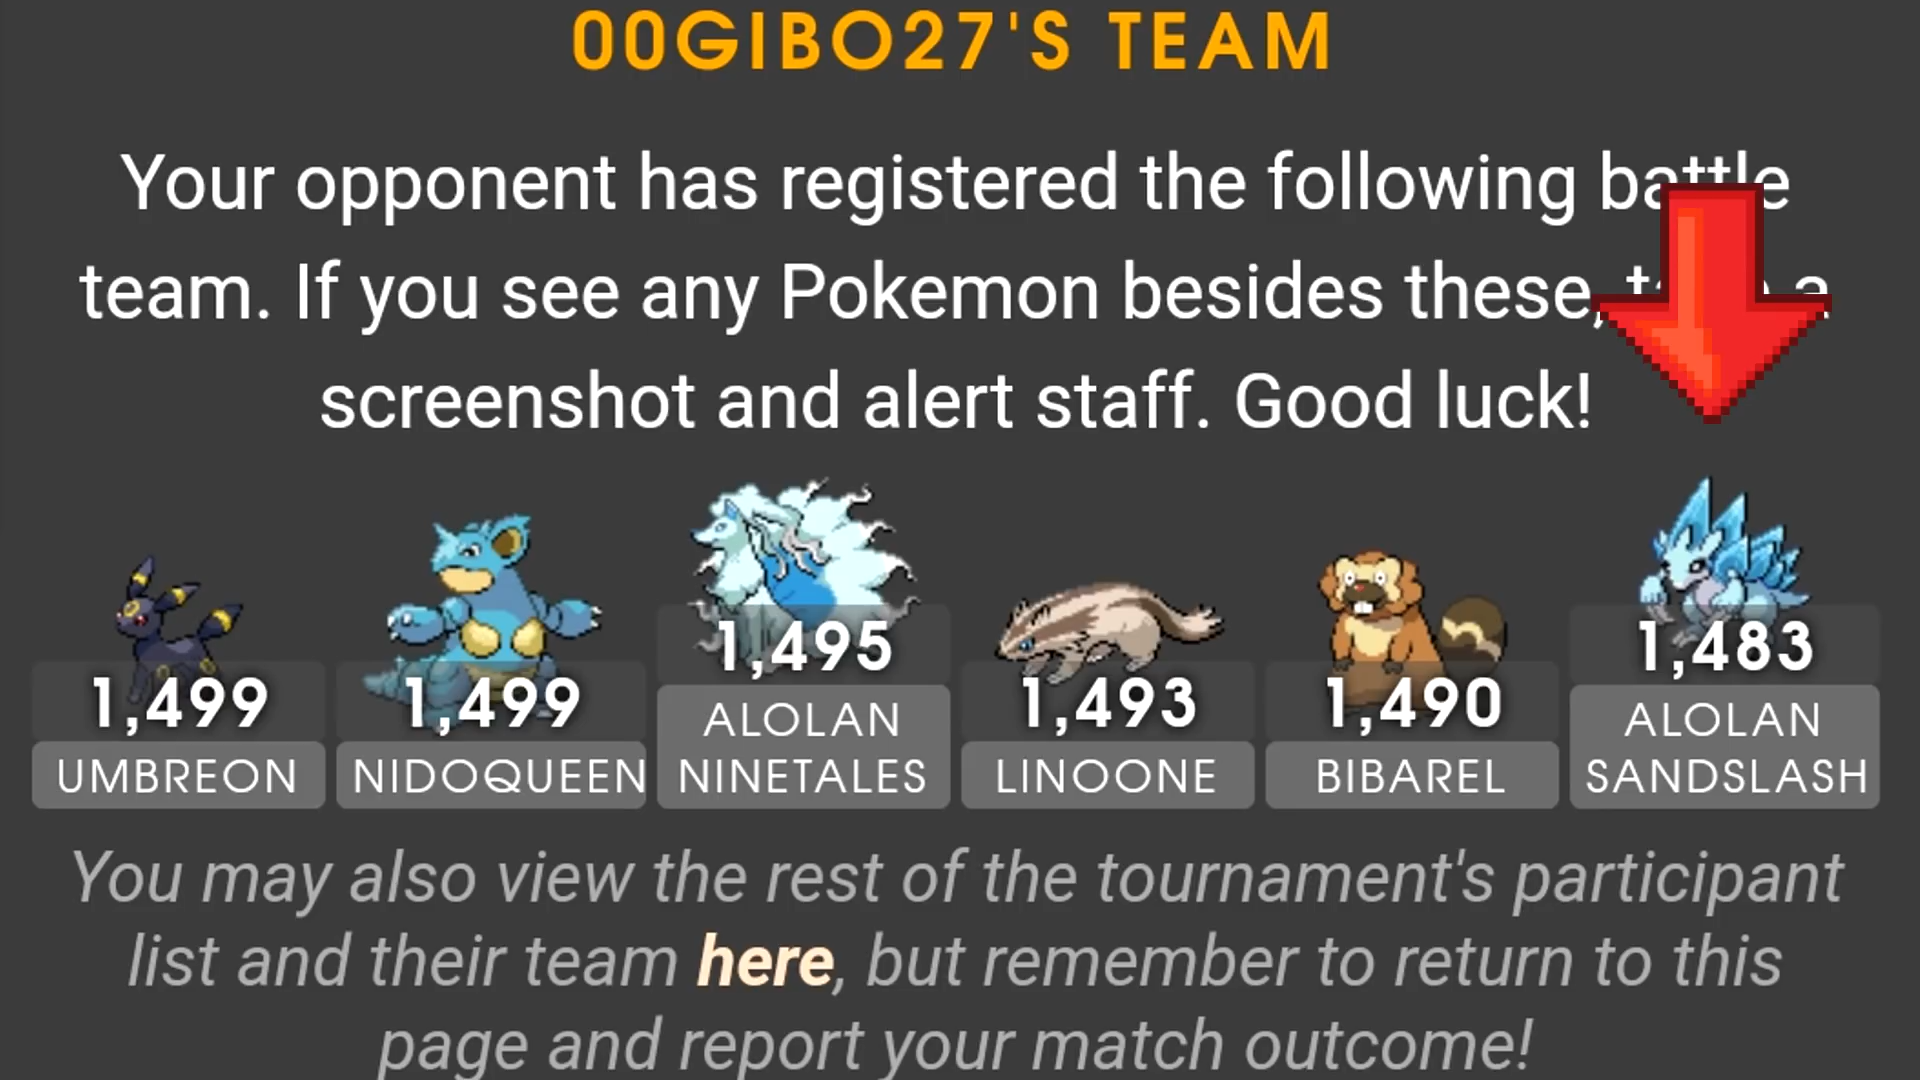 00GIBO27'S TEAM
Your opponent has registered the following battle
team. If you see any Pokemon besides these, a
screenshot and alert staff. Good luck!
1,499
UMBREON
1,499
NIDOQUEEN
1,495
ALOLAN
NINETALES
1,493
LINOONE
1,490
BIBAREL
1,483
ALOLAN
SANDSLASH
You may also view the rest of the tournament's participant
list and their team here, but remember to return to this
page and report your match outcome!